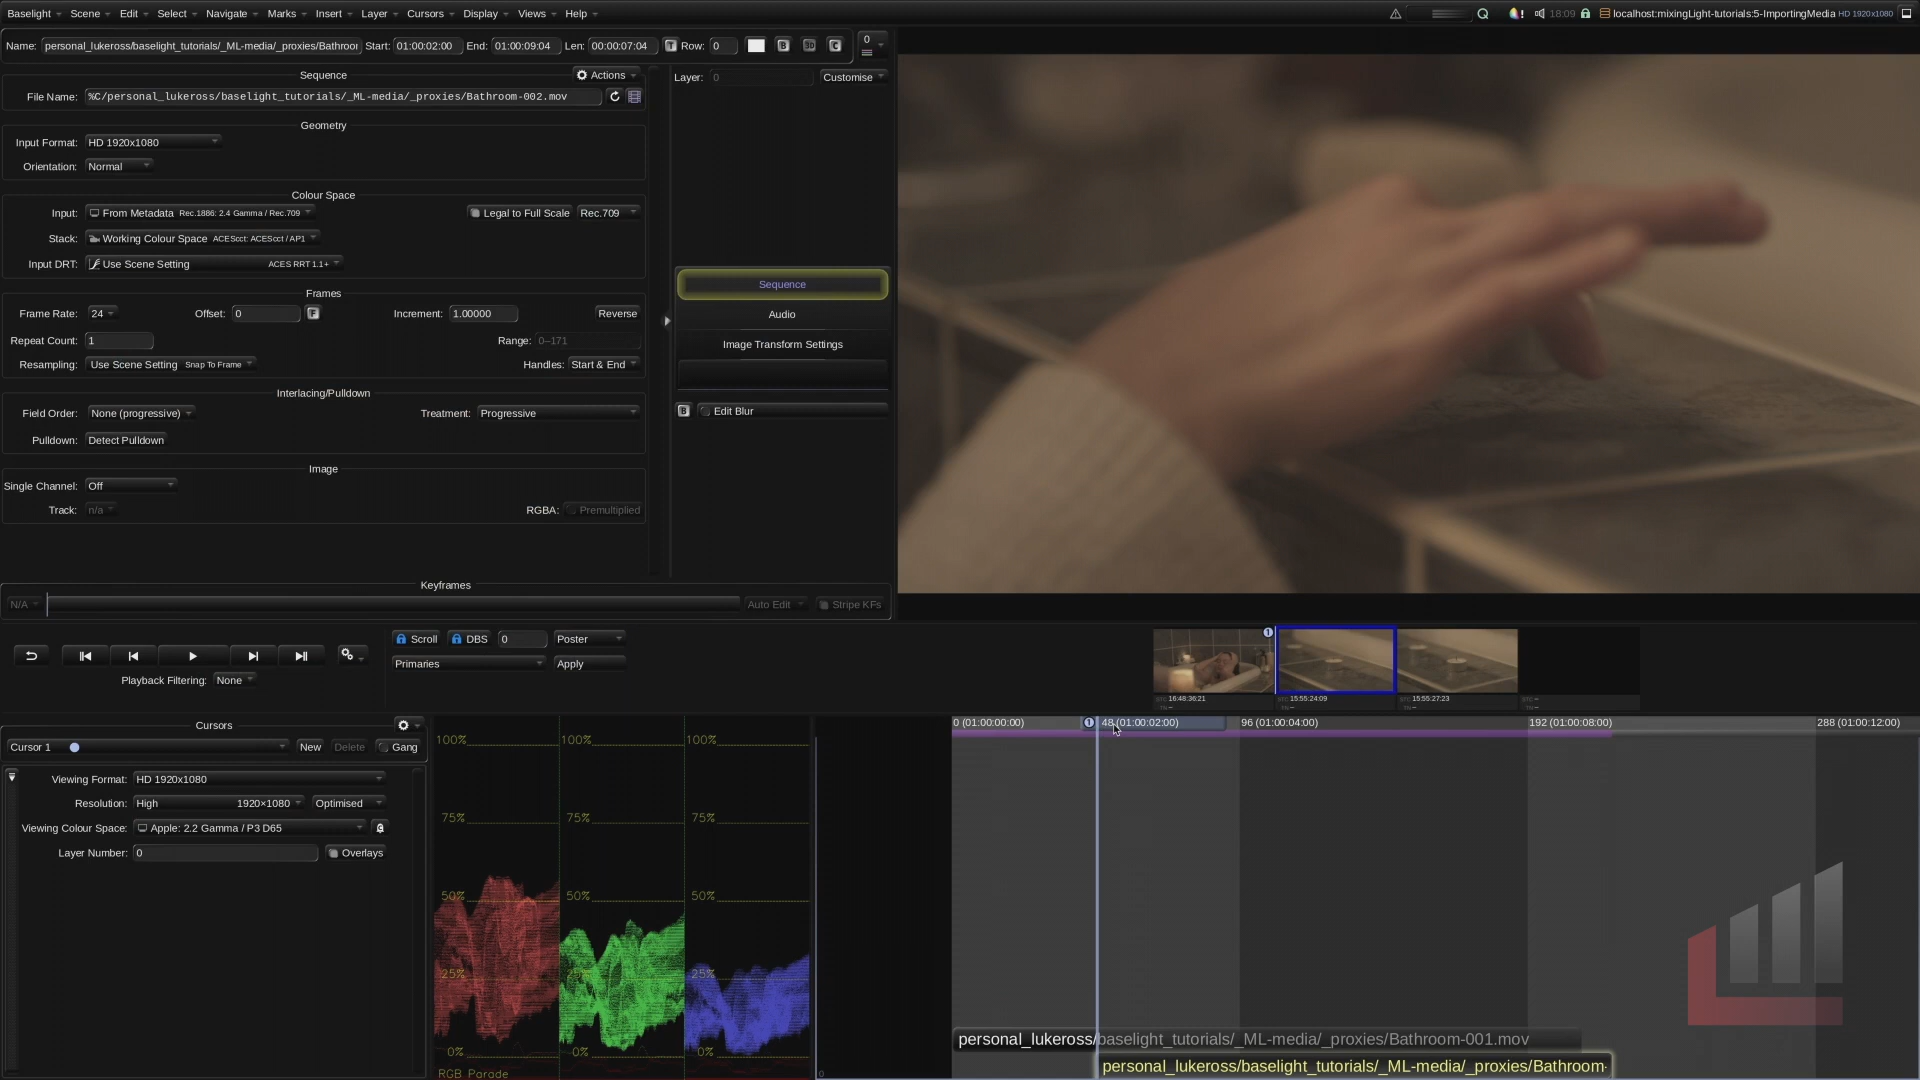 Baselight Scene Edit Select Navigate Marks Insert Layer Cursors Display Views Help 18:09 localhost:mixingLight-tutorials:5-ImportingMedia HD 1920x1080
Name: personal_lukeross/baselight_tutorials/_ML-media/_proxies/Bathroor Start: 01:00:02:00 End: 01:00:09:04 Len: 00:00:07:04 T Row: 0 B 3D C 0
Sequence Actions
Layer: 0 Customise
File Name: %C/personal_lukeross/baselight_tutorials/_ML-media/_proxies/Bathroom-002.mov
Geometry
Input Format: HD 1920x1080
Orientation: Normal
Colour Space
Input: From Metadata Rec.1886: 2.4 Gamma / Rec.709 Legal to Full Scale Rec.709
Stack: Working Colour Space ACEScct: ACEScct / AP1
Input DRT: Use Scene Setting ACES RRT 1.1+
Frames
Frame Rate: 24 Offset: 0 F Increment: 1.00000 Reverse
Repeat Count: 1 Range: 0–171
Resampling: Use Scene Setting Snap To Frame Handles: Start & End
Sequence
Audio
Image Transform Settings
B Edit Blur
Interlacing/Pulldown
Field Order: None (progressive) Treatment: Progressive
Pulldown: Detect Pulldown
Image
Single Channel: Off
Track: n/a RGBA: Premultiplied
Keyframes
N/A Auto Edit Stripe KFs
Scroll DBS 0 Poster
Primaries Apply
Playback Filtering: None
1
16:48:36:21 15:55:24:09 15:55:27:23
Cursors
Cursor 1 New Delete Gang
Viewing Format: HD 1920x1080
Resolution: High 1920×1080 Optimised
Viewing Colour Space: Apple: 2.2 Gamma / P3 D65
Layer Number: 0 Overlays
100% 100% 100%
75% 75% 75%
50% 50% 50%
25% 25% 25%
0% 0% 0%
RGB Parade
0
0 (01:00:00:00) 1 48 (01:00:02:00) 96 (01:00:04:00) 192 (01:00:08:00) 288 (01:00:12:00)
personal_lukeross/baselight_tutorials/_ML-media/_proxies/Bathroom-001.mov
personal_lukeross/baselight_tutorials/_ML-media/_proxies/Bathroom-